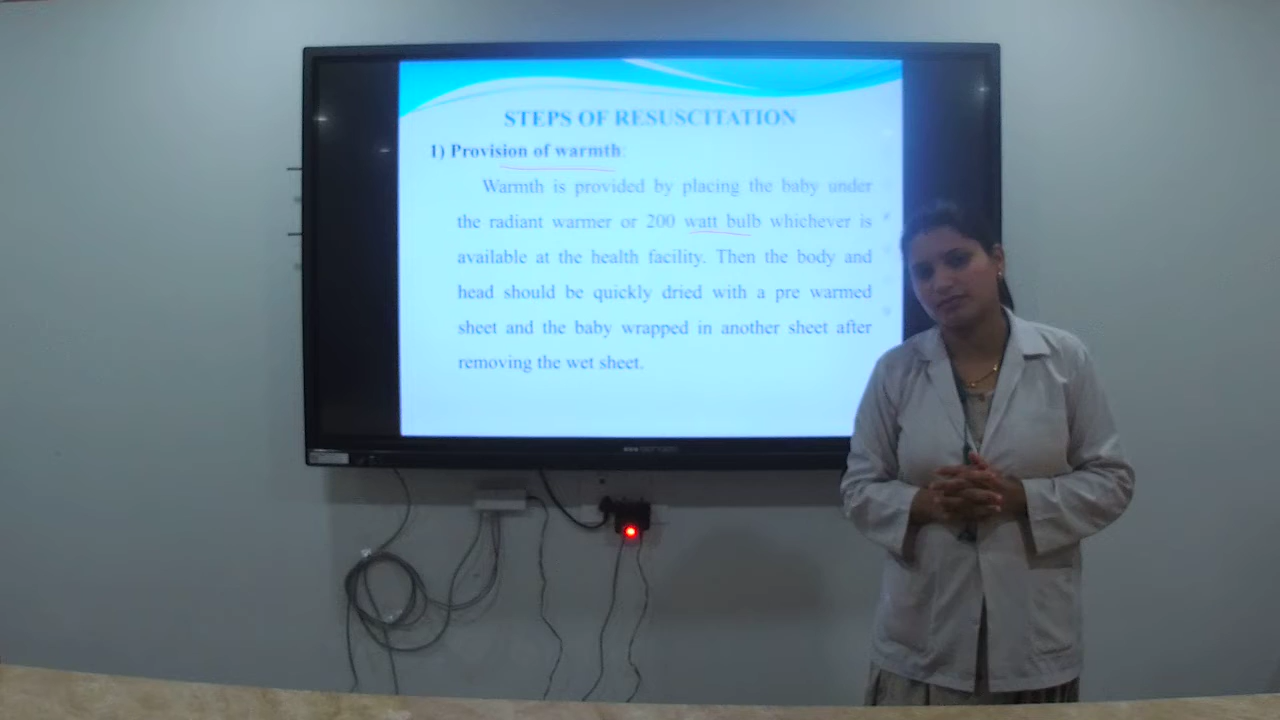 STEPS OF RESUSCITATION
1) Provision of warmth:
Warmth is provided by placing the baby under
the radiant warmer or 200 watt bulb whichever is
available at the health facility. Then the body and
head should be quickly dried with a pre warmed
sheet and the baby wrapped in another sheet after
removing the wet sheet.